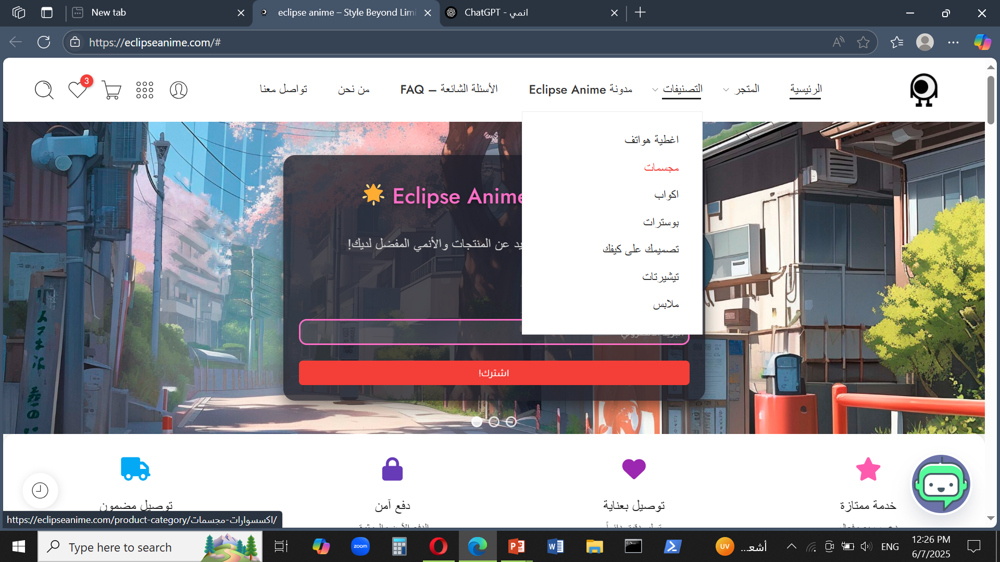 New tab
eclipse anime – Style Beyond Limi
ChatGPT - انمي
https://eclipseanime.com/#
3
الرئيسية
المتجر
التصنيفات
مدونة Eclipse Anime
الأسئلة الشائعة – FAQ
من نحن
تواصل معنا
اغطية هواتف
مجسمات
اكواب
بوسترات
تصميمك على كيفك
تيشيرتات
ملابس
Eclipse Anime
يد عن المنتجات والأنمي المفضل لديك!
اشترك!
خدمة ممتازة
توصيل بعناية
دفع آمن
توصيل مضمون
https://eclipseanime.com/product-category/اكسسوارات-مجسمات/
Type here to search
zoom
UV
أشعـ...
ENG
12:26 PM
6/7/2025